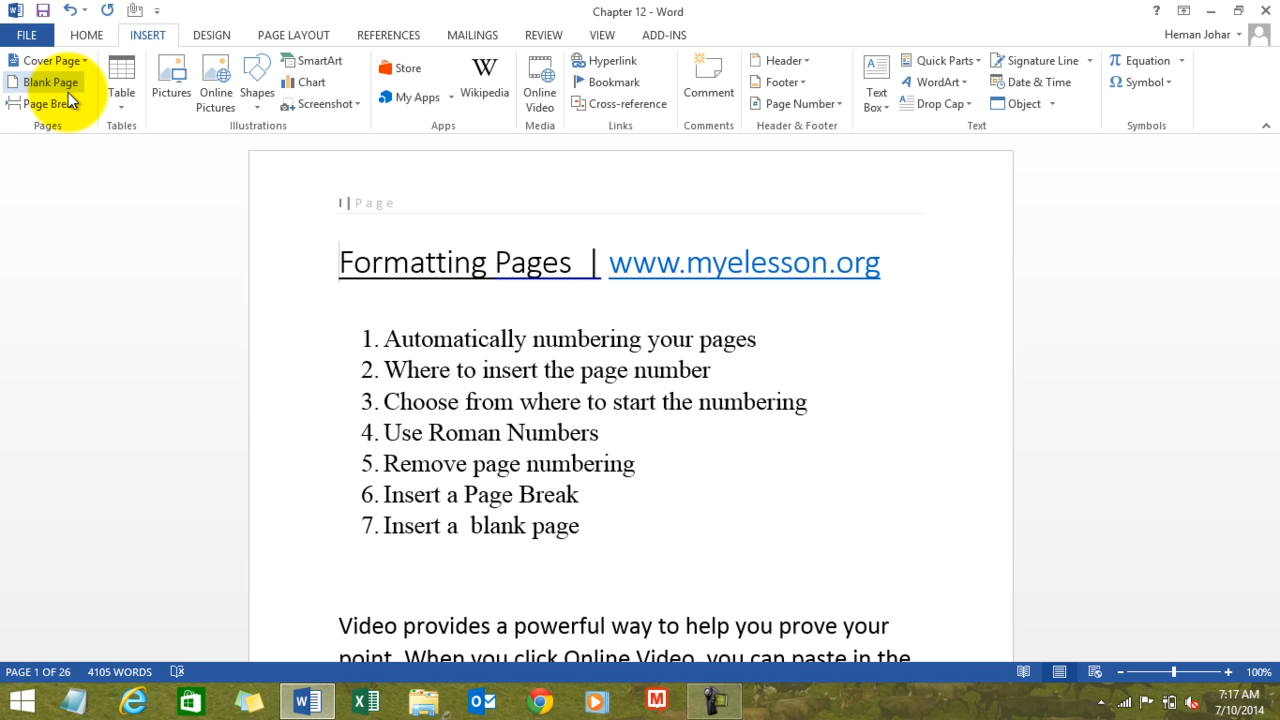 Chapter 12 - Word
Heman Johar
FILE HOME INSERT DESIGN PAGE LAYOUT REFERENCES MAILINGS REVIEW VIEW ADD-INS
Cover Page
Blank Page
Page Break
Pages
Table
Tables
Pictures
Online Pictures
Shapes
SmartArt
Chart
Screenshot
Illustrations
Store
My Apps
Wikipedia
Apps
Online Video
Media
Hyperlink
Bookmark
Cross-reference
Links
Comment
Comments
Header
Footer
Page Number
Header & Footer
Text Box
Quick Parts
WordArt
Drop Cap
Signature Line
Date & Time
Object
Text
Equation
Symbol
Symbols
I | Page
Formatting Pages | www.myelesson.org
1. Automatically numbering your pages
2. Where to insert the page number
3. Choose from where to start the numbering
4. Use Roman Numbers
5. Remove page numbering
6. Insert a Page Break
7. Insert a blank page
Video provides a powerful way to help you prove your
point. When you click Online Video, you can paste in the
PAGE 1 OF 26 4105 WORDS
100%
7:17 AM
7/10/2014